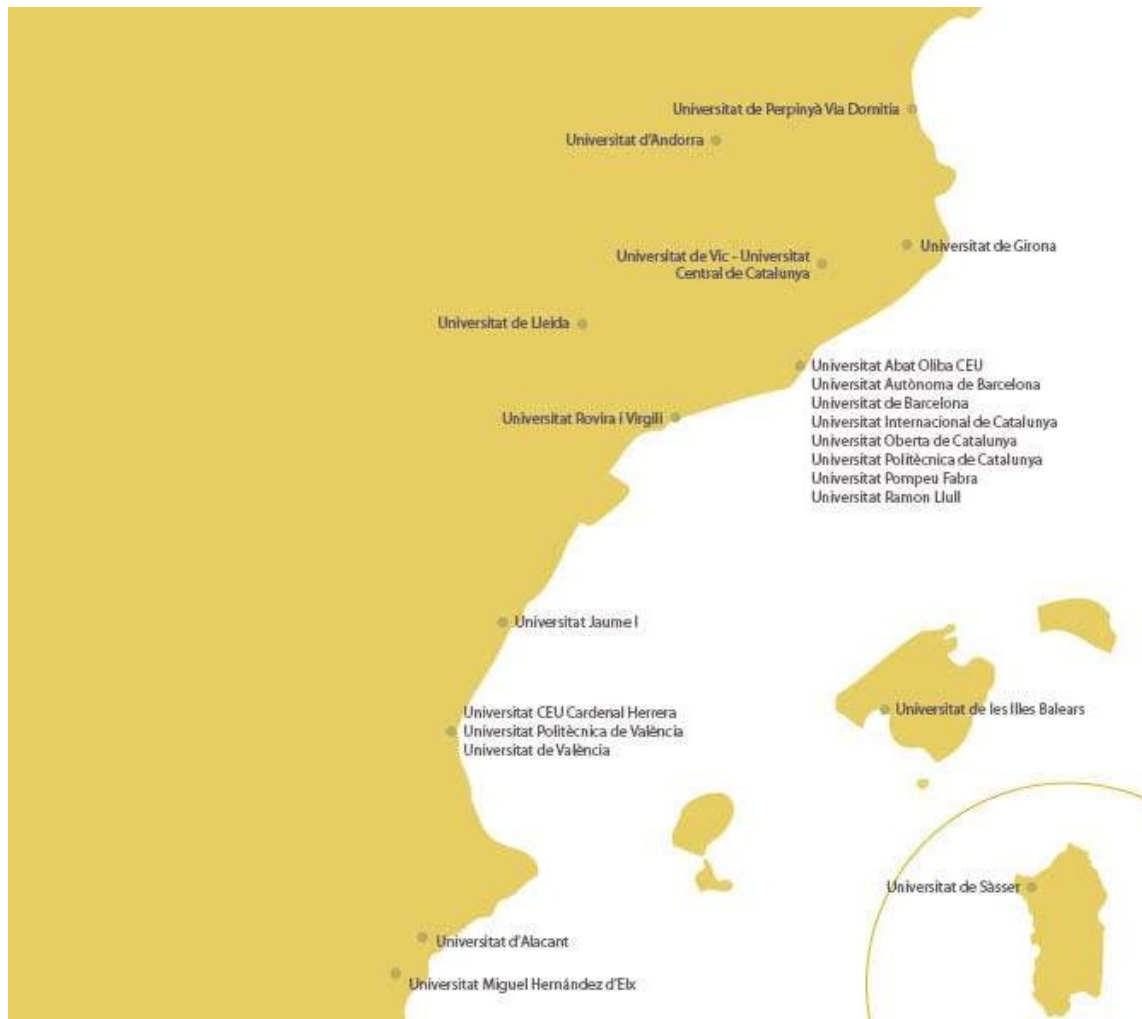 Universitat de Perpinyà Via Domitia
Universitat d'Andorra
Universitat de Girona
Universitat de Vic - Universitat
Central de Catalunya
Universitat de Lleida
Universitat Abat Oliba CEU
Universitat Autònoma de Barcelona
Universitat de Barcelona
Universitat Internacional de Catalunya
Universitat Oberta de Catalunya
Universitat Politècnica de Catalunya
Universitat Pompeu Fabra
Universitat Ramon Llull
Universitat Rovira i Virgili
Universitat Jaume I
Universitat CEU Cardenal Herrera
Universitat Politècnica de València
Universitat de València
Universitat de les Illes Balears
Universitat de Sàsser
Universitat d'Alacant
Universitat Miguel Hernández d'Elx